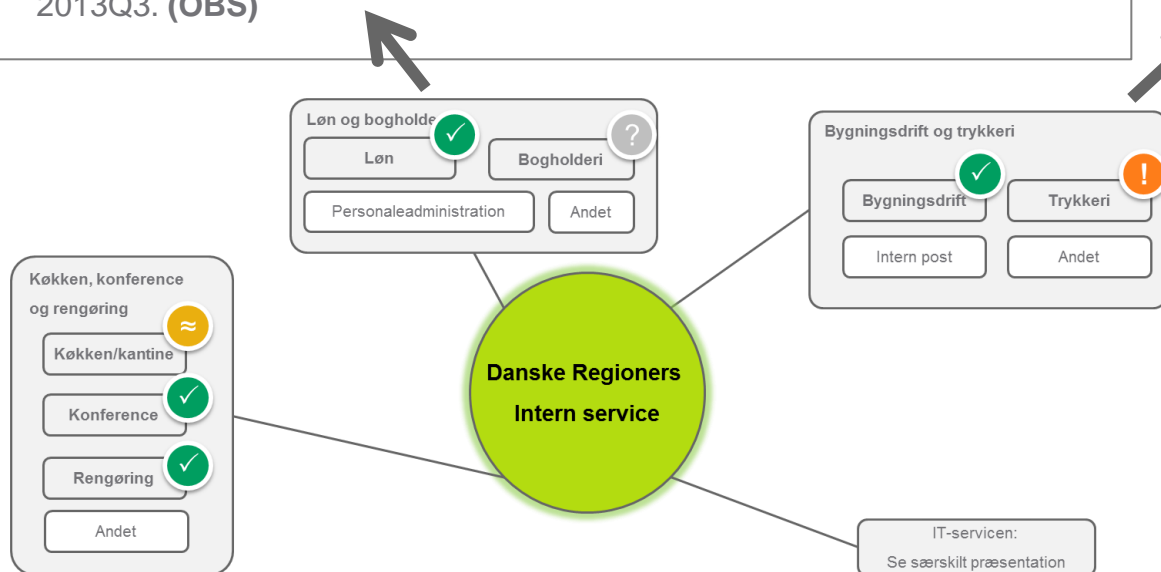 2013Q3. (OBS)
Løn og bogholde
Løn
Bogholderi
?
Personaleadministration
Andet
Bygningsdrift og trykkeri
Bygningsdrift
Trykkeri
!
Intern post
Andet
Køkken, konference
og rengøring
≈
Køkken/kantine
Konference
Rengøring
Andet
Danske Regioners
Intern service
IT-servicen:
Se særskilt præsentation